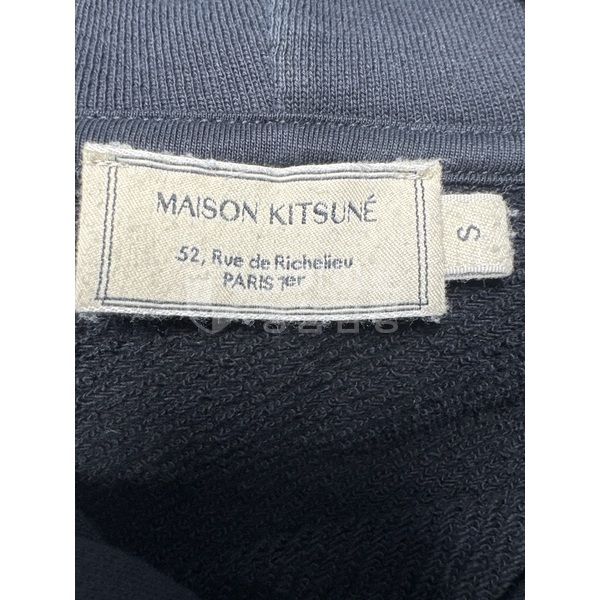 MAISON KITSUNÉ
52, Rue de Richelieu
PARIS 1er
S